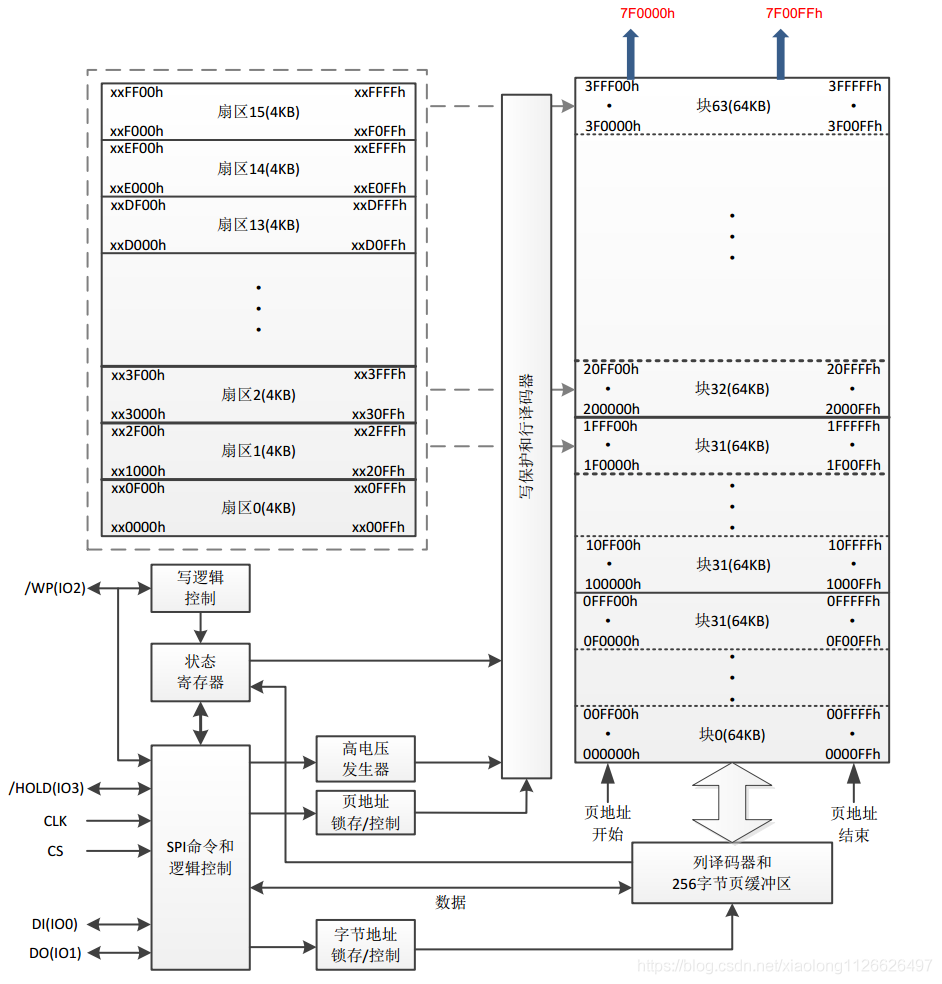 7F0000h 7F00FFh
xxFF00h xxFFFFh
扇区15(4KB)
xxF000h xxF0FFh
xxEF00h xxEFFFh
扇区14(4KB)
xxE000h xxE0FFh
xxDF00h xxDFFFh
扇区13(4KB)
xxD000h xxD0FFh
xx3F00h xx3FFFh
扇区2(4KB)
xx3000h xx30FFh
xx2F00h xx2FFFh
扇区1(4KB)
xx1000h xx20FFh
xx0F00h xx0FFFh
扇区0(4KB)
xx0000h xx00FFh
写保护和行译码器
3FFF00h 3FFFFFh
块63(64KB)
3F0000h 3F00FFh
20FF00h 20FFFFh
块32(64KB)
200000h 2000FFh
1FFF00h 1FFFFFh
块31(64KB)
1F0000h 1F00FFh
10FF00h 10FFFFh
块31(64KB)
100000h 1000FFh
0FFF00h 0FFFFFh
块31(64KB)
0F0000h 0F00FFh
00FF00h 00FFFFh
块0(64KB)
000000h 0000FFh
页地址
开始
页地址
结束
/WP(IO2)
写逻辑
控制
状态
寄存器
高电压
发生器
/HOLD(IO3)
页地址
锁存/控制
CLK
CS
SPI命令和
逻辑控制
列译码器和
256字节页缓冲区
数据
DI(IO0)
DO(IO1)
字节地址
锁存/控制
https://blog.csdn.net/xiaolong1126626497